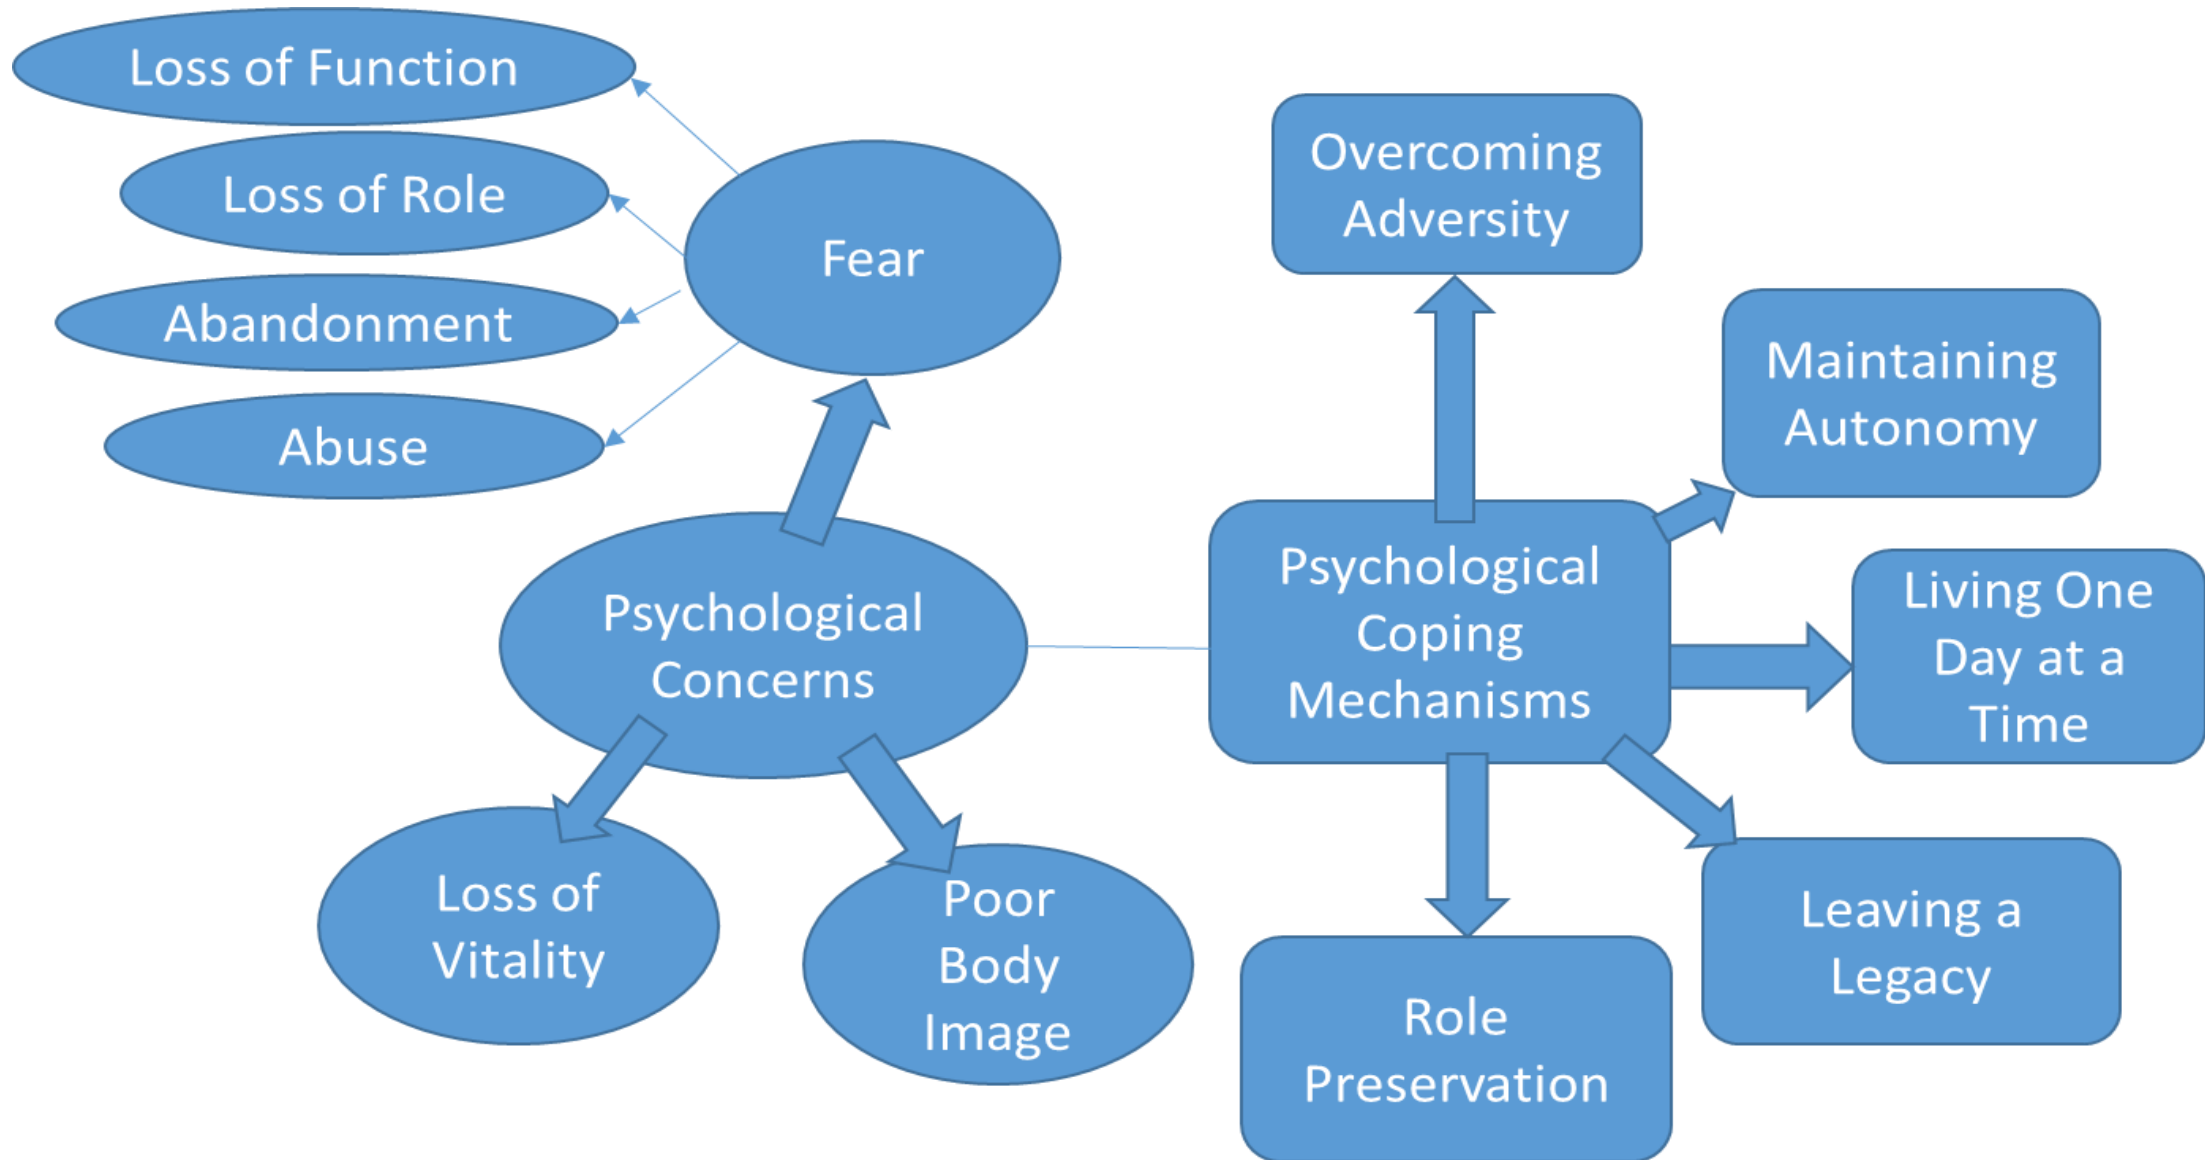 Loss of Function
Loss of Role
Abandonment
Abuse
Fear
Psychological
Concerns
Loss of
Vitality
Poor
Body
Image
Overcoming
Adversity
Maintaining
Autonomy
Psychological
Coping
Mechanisms
Living One
Day at a
Time
Leaving a
Legacy
Role
Preservation